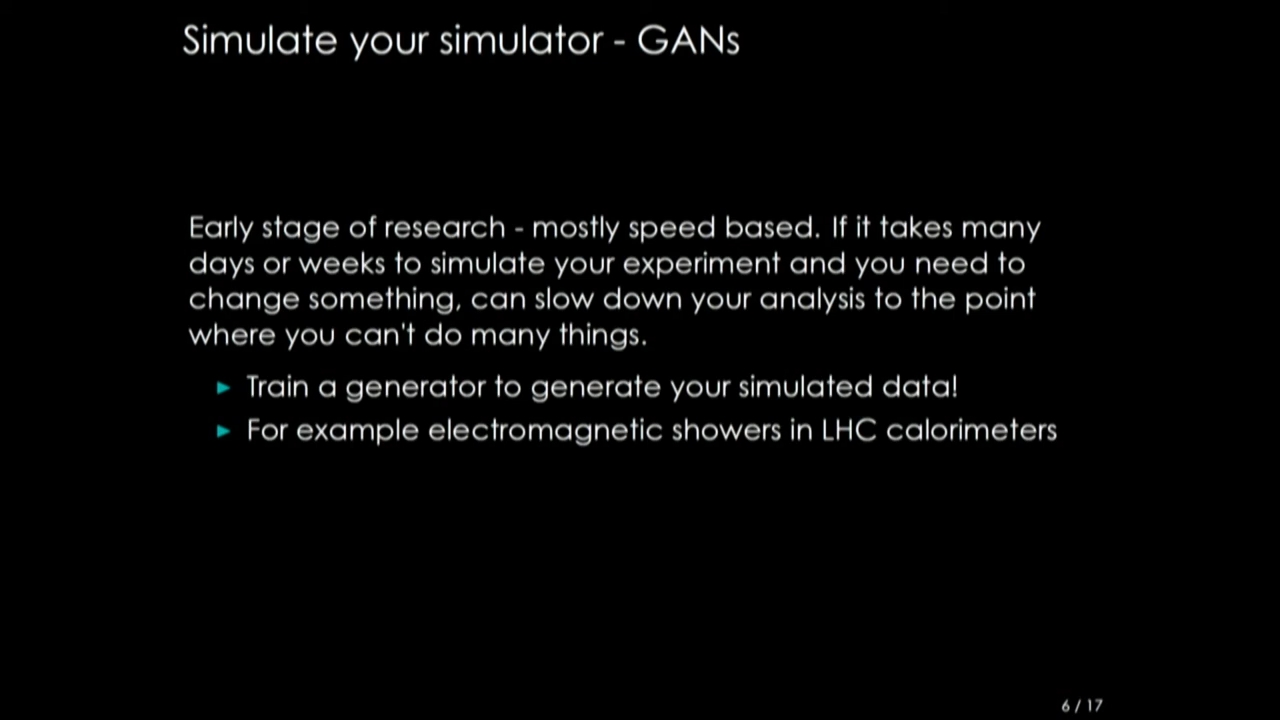 Simulate your simulator - GANs
Early stage of research - mostly speed based. If it takes many
days or weeks to simulate your experiment and you need to
change something, can slow down your analysis to the point
where you can't do many things.
► Train a generator to generate your simulated data!
► For example electromagnetic showers in LHC calorimeters
6 / 17